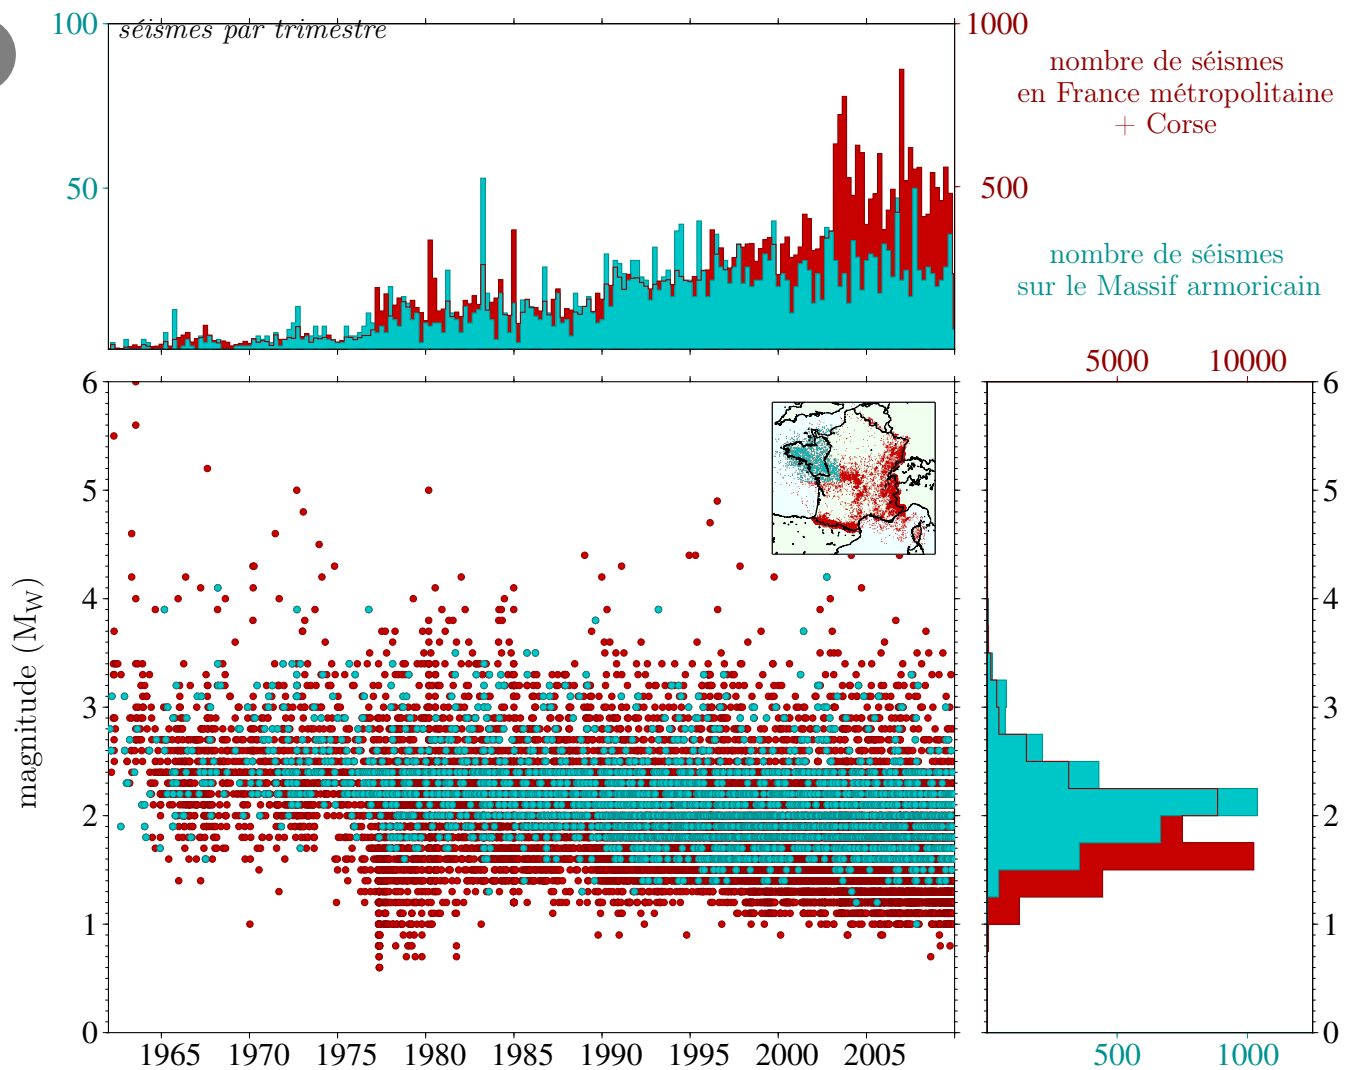 100
séismes par trimestre
1000
nombre de séismes
en France métropolitaine
+ Corse
50
500
nombre de séismes
sur le Massif armoricain
5000 10000
6
5
4
3
2
1
0
magnitude (MW)
6
5
4
3
2
1
0
1965 1970 1975 1980 1985 1990 1995 2000 2005
500 1000